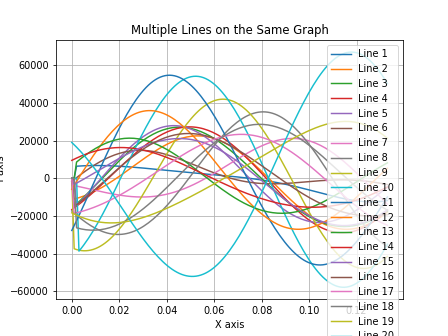 Multiple Lines on the Same Graph
60000
40000
20000
0
−20000
−40000
−60000
0.00
0.02
0.04
0.06
0.08
0.10
X axis
Line 1
Line 2
Line 3
Line 4
Line 5
Line 6
Line 7
Line 8
Line 9
Line 10
Line 11
Line 12
Line 13
Line 14
Line 15
Line 16
Line 17
Line 18
Line 19
Line 20